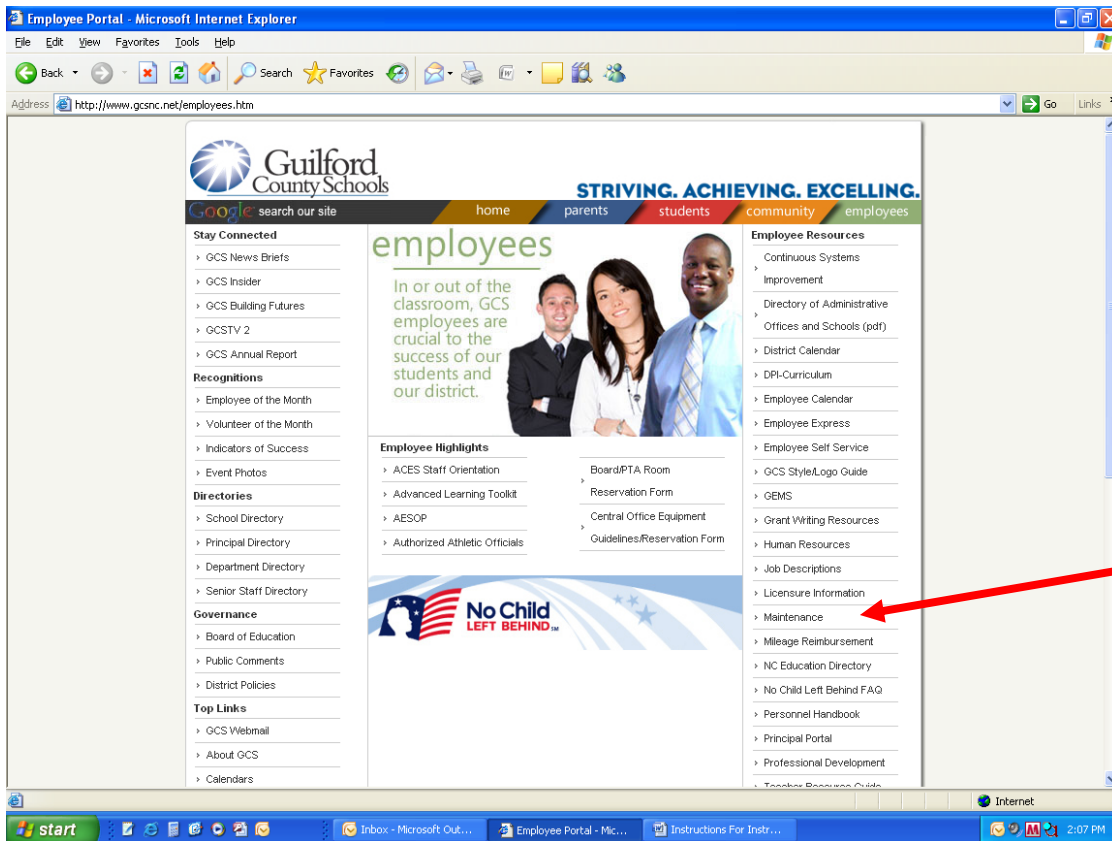 Employee Portal - Microsoft Internet Explorer
File Edit View Favorites Tools Help
Back Search Favorites
Address http://www.gcsnc.net/employees.htm Go Links
Guilford
County Schools
STRIVING. ACHIEVING. EXCELLING.
Google search our site home parents students community employees
Stay Connected
GCS News Briefs
GCS Insider
GCS Building Futures
GCSTV 2
GCS Annual Report
Recognitions
Employee of the Month
Volunteer of the Month
Indicators of Success
Event Photos
Directories
School Directory
Principal Directory
Department Directory
Senior Staff Directory
Governance
Board of Education
Public Comments
District Policies
Top Links
GCS Webmail
About GCS
Calendars
employees
In or out of the
classroom, GCS
employees are
crucial to the
success of our
students and
our district.
Employee Highlights
ACES Staff Orientation
Advanced Learning Toolkit
AESOP
Authorized Athletic Officials
Board/PTA Room
Reservation Form
Central Office Equipment
Guidelines/Reservation Form
No Child
LEFT BEHIND SM
Employee Resources
Continuous Systems
Improvement
Directory of Administrative
Offices and Schools (pdf)
District Calendar
DPI-Curriculum
Employee Calendar
Employee Express
Employee Self Service
GCS Style/Logo Guide
GEMS
Grant Writing Resources
Human Resources
Job Descriptions
Licensure Information
Maintenance
Mileage Reimbursement
NC Education Directory
No Child Left Behind FAQ
Personnel Handbook
Principal Portal
Professional Development
Teacher Resource Guide
Internet
start Inbox - Microsoft Out... Employee Portal - Mic... Instructions For Instr... 2:07 PM